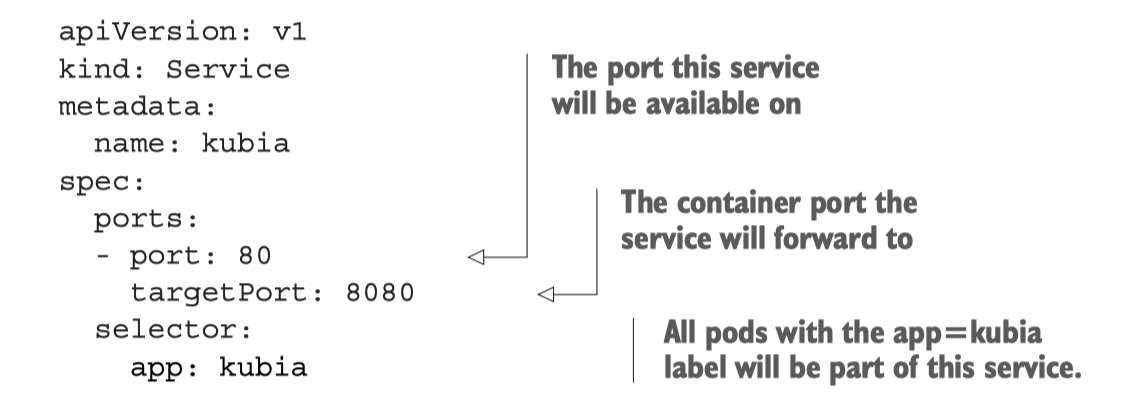 apiVersion: v1
kind: Service
metadata:
  name: kubia
spec:
  ports:
  - port: 80
    targetPort: 8080
  selector:
    app: kubia
The port this service
will be available on
The container port the
service will forward to
All pods with the app=kubia
label will be part of this service.